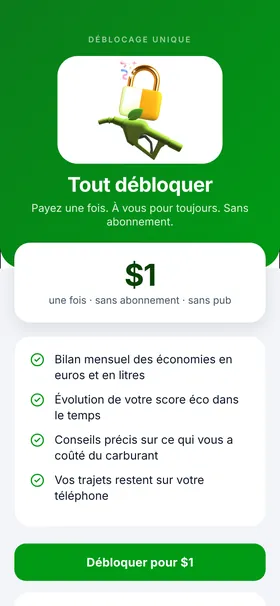 DÉBLOCAGE UNIQUE
Tout débloquer
Payez une fois. À vous pour toujours. Sans
abonnement.
$1
une fois · sans abonnement · sans pub
Bilan mensuel des économies en
euros et en litres
Évolution de votre score éco dans
le temps
Conseils précis sur ce qui vous a
coûté du carburant
Vos trajets restent sur votre
téléphone
Débloquer pour $1